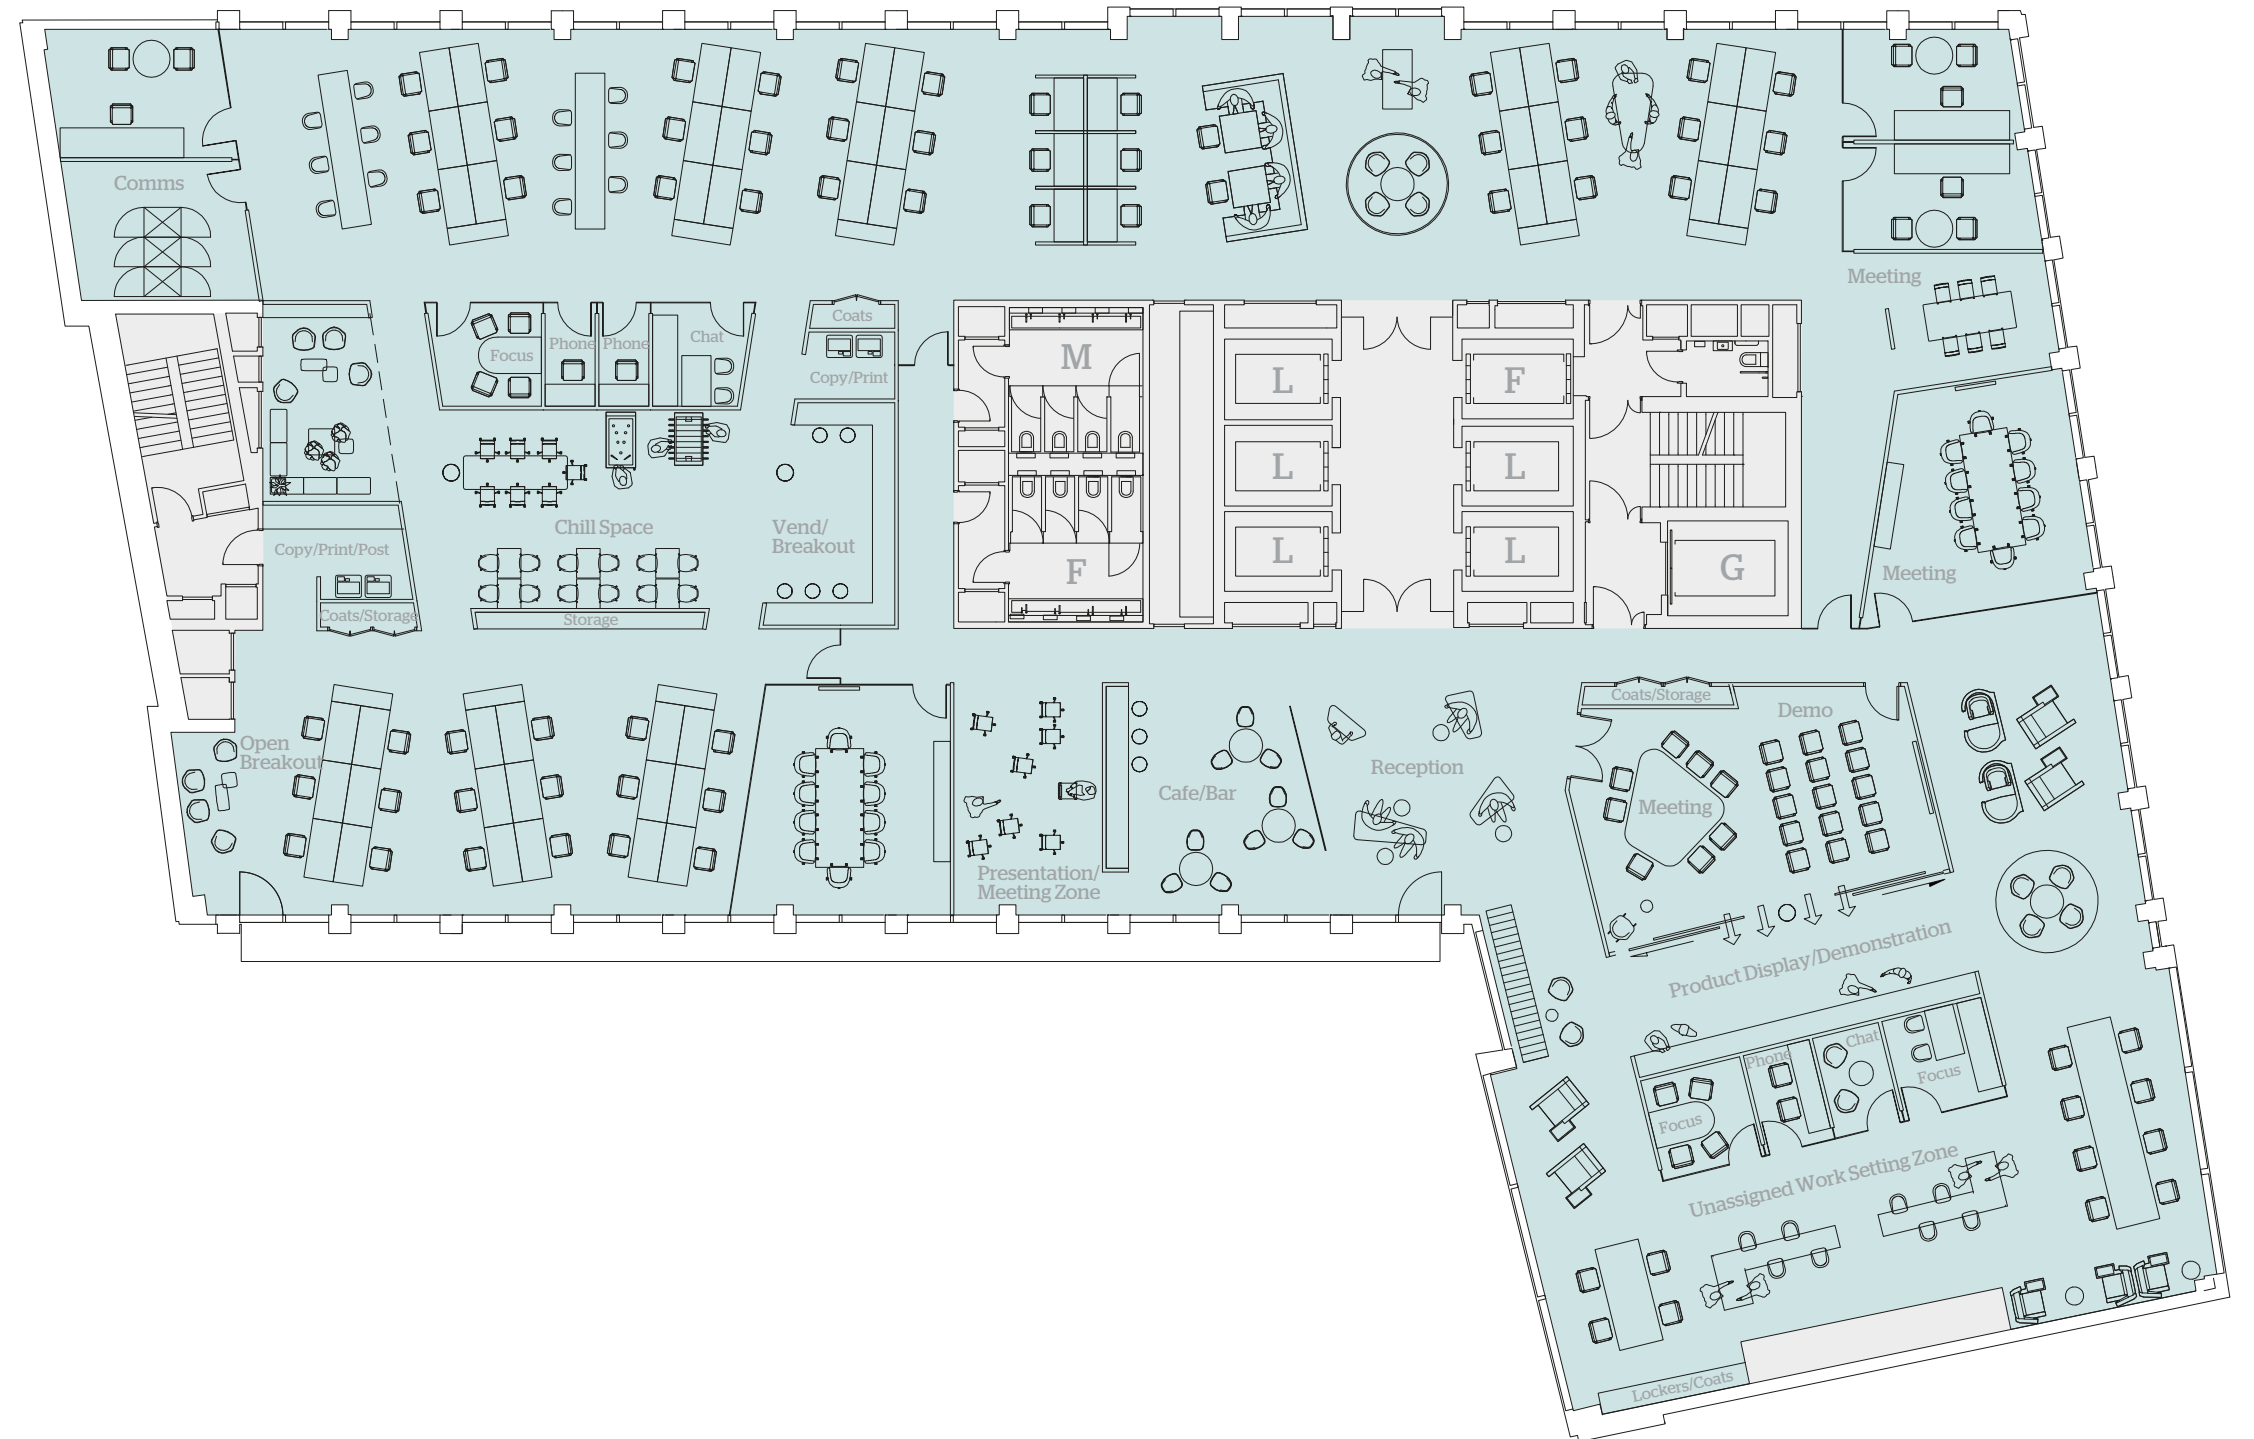 Comms
Meeting
Coats
Focus
Phone
Phone
Chat
Copy/Print
M
L
F
L
L
L
L
F
G
Chill Space
Vend/
Breakout
Copy/Print/Post
Coats/Storage
Storage
Meeting
Open
Breakout
Presentation/
Meeting Zone
Cafe/Bar
Reception
Coats/Storage
Demo
Meeting
Product Display/Demonstration
Phone
Chat
Focus
Focus
Unassigned Work Setting Zone
Lockers/Coats